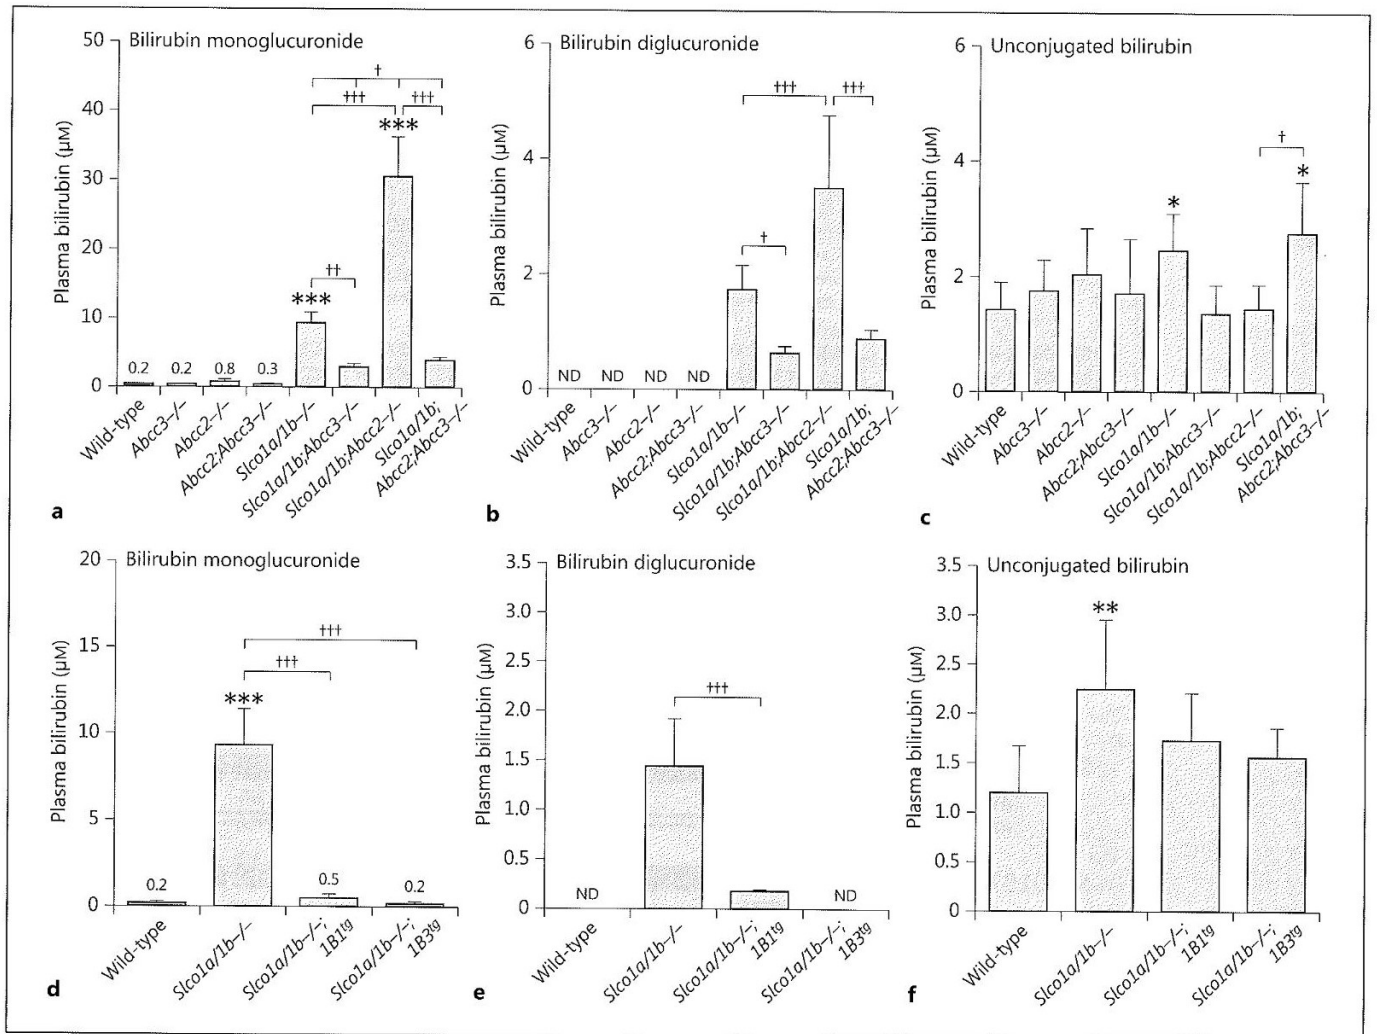 Bilirubin monoglucuronide
Plasma bilirubin (µM)
50
40
30
20
10
0
†
††† †††
***
††
***
0.2 0.2 0.8 0.3
Wild-type
Abcc3–/–
Abcc2–/–
Abcc2;Abcc3–/–
Slco1a/1b–/–
Slco1a/1b;Abcc3–/–
Slco1a/1b;Abcc2–/–
Slco1a/1b;
Abcc2;Abcc3–/–
a
Bilirubin diglucuronide
Plasma bilirubin (µM)
6
4
2
0
††† †††
†
ND ND ND ND
Wild-type
Abcc3–/–
Abcc2–/–
Abcc2;Abcc3–/–
Slco1a/1b–/–
Slco1a/1b;Abcc3–/–
Slco1a/1b;Abcc2–/–
Slco1a/1b;
Abcc2;Abcc3–/–
b
Unconjugated bilirubin
Plasma bilirubin (µM)
6
4
2
0
†
*
*
Wild-type
Abcc3–/–
Abcc2–/–
Abcc2;Abcc3–/–
Slco1a/1b–/–
Slco1a/1b;Abcc3–/–
Slco1a/1b;Abcc2–/–
Slco1a/1b;
Abcc2;Abcc3–/–
c
Bilirubin monoglucuronide
Plasma bilirubin (µM)
20
15
10
5
0
†††
†††
***
0.2 0.5 0.2
Wild-type
Slco1a/1b–/–
Slco1a/1b–/–;
1B1tg
Slco1a/1b–/–;
1B3tg
d
Bilirubin diglucuronide
Plasma bilirubin (µM)
3.5
3.0
2.5
2.0
1.5
1.0
0.5
0
†††
ND ND
Wild-type
Slco1a/1b–/–
Slco1a/1b–/–;
1B1tg
Slco1a/1b–/–;
1B3tg
e
Unconjugated bilirubin
Plasma bilirubin (µM)
3.5
3.0
2.5
2.0
1.5
1.0
0.5
0
**
Wild-type
Slco1a/1b–/–
Slco1a/1b–/–;
1B1tg
Slco1a/1b–/–;
1B3tg
f